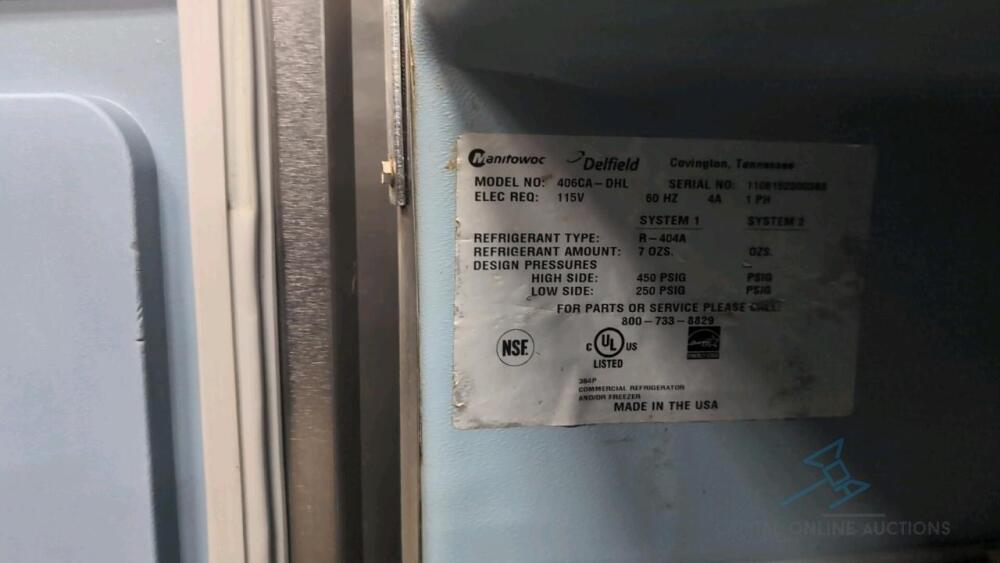 Manitowoc Delfield Covington, Tennessee
MODEL NO: 406CA-DHL SERIAL NO:
ELEC REQ: 115V 60 HZ 4A 1 PH
SYSTEM 1 SYSTEM 2
REFRIGERANT TYPE: R-404A
REFRIGERANT AMOUNT: 7 OZS. OZS.
DESIGN PRESSURES
HIGH SIDE: 450 PSIG PSIG
LOW SIDE: 250 PSIG PSIG
FOR PARTS OR SERVICE PLEASE CALL:
800-733-8829
NSF.
C UL US
LISTED
ENERGY STAR
384P
COMMERCIAL REFRIGERATOR
AND/OR FREEZER
MADE IN THE USA
ONLINE AUCTIONS